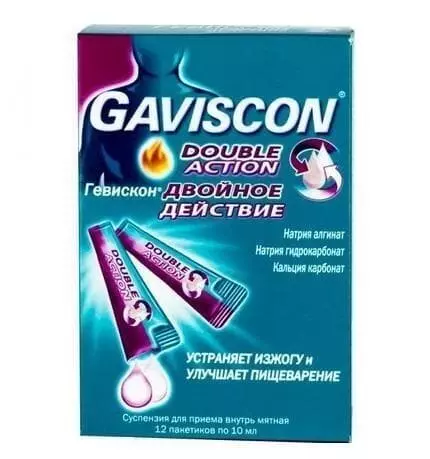 GAVISCON®
DOUBLE
ACTION
Гевискон® ДВОЙНОЕ
ДЕЙСТВИЕ
Натрия алгинат
Натрия гидрокарбонат
Кальция карбонат
DOUBLE
ACTION
DOUBLE
ACTION
УСТРАНЯЕТ ИЗЖОГУ и
УЛУЧШАЕТ ПИЩЕВАРЕНИЕ
Суспензия для приема внутрь мятная
12 пакетиков по 10 мл